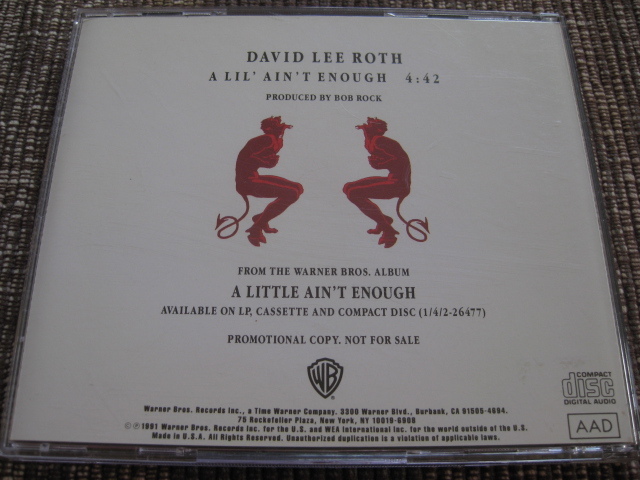 DAVID LEE ROTH
A LIL' AIN'T ENOUGH 4:42
PRODUCED BY BOB ROCK
FROM THE WARNER BROS. ALBUM
A LITTLE AIN'T ENOUGH
AVAILABLE ON LP, CASSETTE AND COMPACT DISC (1/4/2-26477)
PROMOTIONAL COPY. NOT FOR SALE
WB
COMPACT
disc
DIGITAL AUDIO
Warner Bros. Records Inc., a Time Warner Company. 3300 Warner Blvd., Burbank, CA 91505-4694.
75 Rockefeller Plaza, New York, NY 10019-6908
©℗1991 Warner Bros. Records Inc. for the U.S. and WEA International Inc. for the world outside of the U.S.
Made in U.S.A. All Rights Reserved. Unauthorized duplication is a violation of applicable laws.
AAD